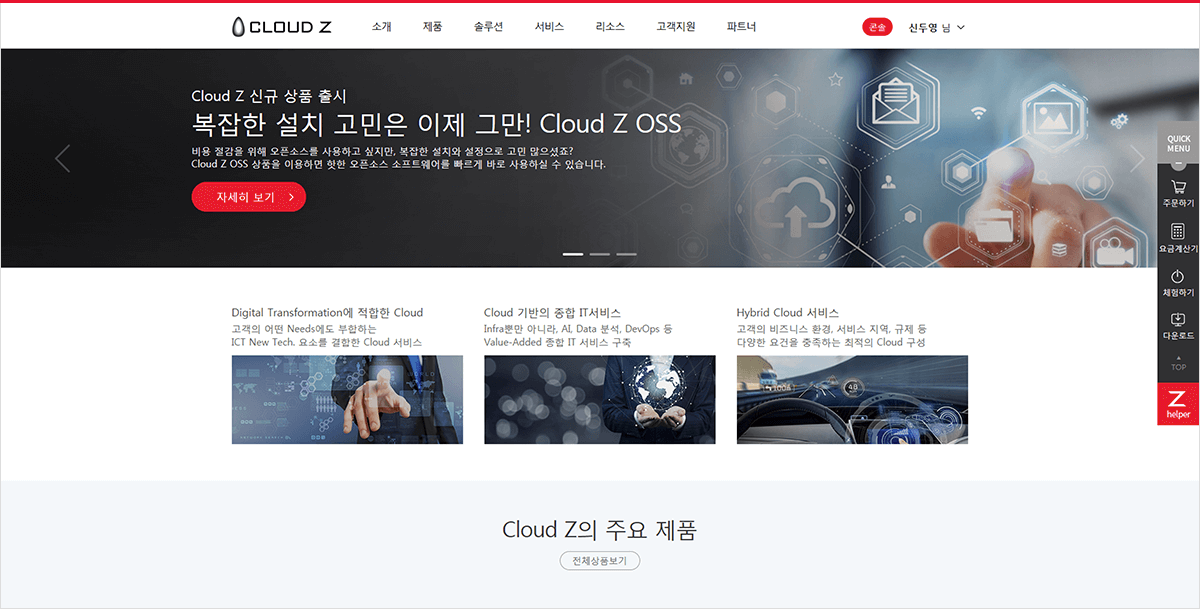 CLOUD Z
소개
제품
솔루션
서비스
리소스
고객지원
파트너
콘솔
신두영 님
Cloud Z 신규 상품 출시
복잡한 설치 고민은 이제 그만! Cloud Z OSS
비용 절감을 위해 오픈소스를 사용하고 싶지만, 복잡한 설치와 설정으로 고민 많으셨죠?
Cloud Z OSS 상품을 이용하면 핫한 오픈소스 소프트웨어를 빠르게 바로 사용하실 수 있습니다.
자세히 보기
QUICK
MENU
주문하기
요금계산기
체험하기
다운로드
TOP
Z
helper
Digital Transformation에 적합한 Cloud
고객의 어떤 Needs에도 부합하는
ICT New Tech. 요소를 결합한 Cloud 서비스
Cloud 기반의 종합 IT서비스
Infra뿐만 아니라, AI, Data 분석, DevOps 등
Value-Added 종합 IT 서비스 구축
Hybrid Cloud 서비스
고객의 비즈니스 환경, 서비스 지역, 규제 등
다양한 요건을 충족하는 최적의 Cloud 구성
48
Cloud Z의 주요 제품
전체상품보기